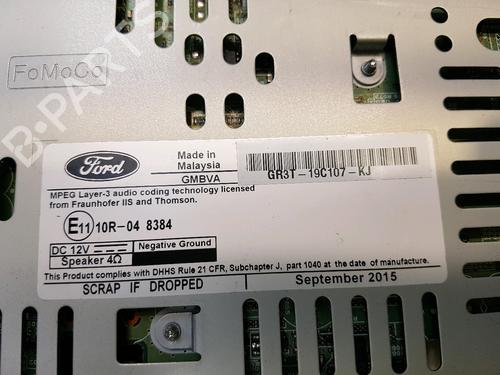 FoMoCo
B-PARTS
Ford
Made in
Malaysia
GMBVA
GR3T-19C107-KJ
MPEG Layer-3 audio coding technology licensed
from Fraunhofer IIS and Thomson.
E11 10R-04 8384
DC 12V
Negative Ground
Speaker 4Ω
This Product complies with DHHS Rule 21 CFR, Subchapter J, part 1040 at the date of manufacture.
SCRAP IF DROPPED
September 2015